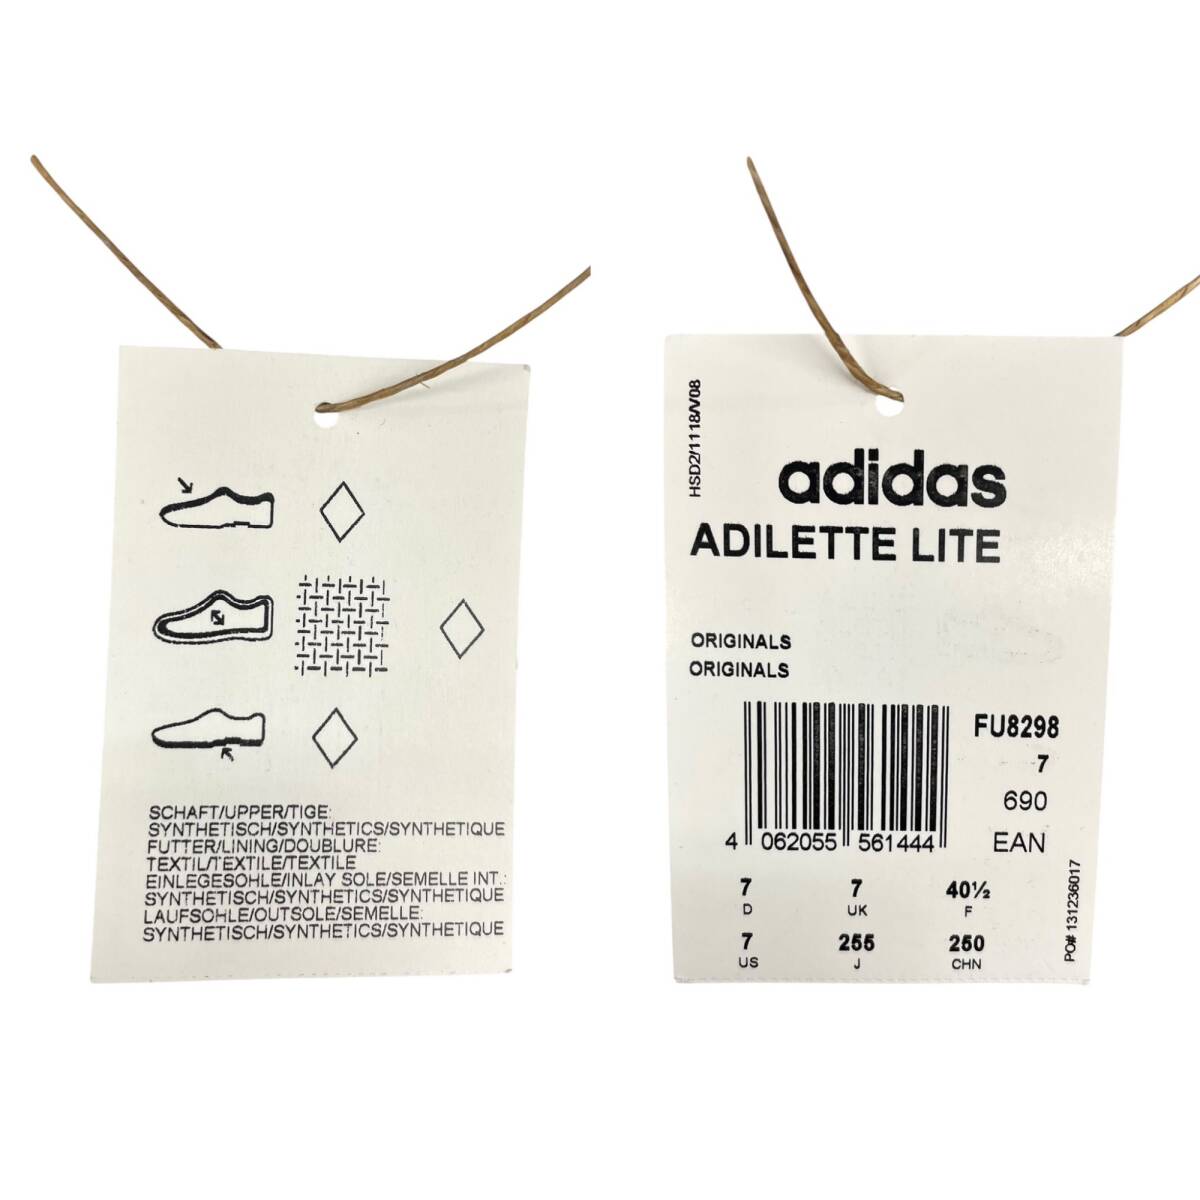 SCHAFT/UPPER/TIGE:
SYNTHETISCH/SYNTHETICS/SYNTHETIQUE
FUTTER/LINING/DOUBLURE:
TEXTIL/TEXTILE/TEXTILE
EINLEGESOHLE/INLAY SOLE/SEMELLE INT.:
SYNTHETISCH/SYNTHETICS/SYNTHETIQUE
LAUFSOHLE/OUTSOLE/SEMELLE:
SYNTHETISCH/SYNTHETICS/SYNTHETIQUE
HSD2/1118/V08
adidas
ADILETTE LITE
ORIGINALS
ORIGINALS
FU8298
7
690
EAN
4 062055 561444
7 7 40½
D UK F
7 255 250
US J CHN
PO# 131236017